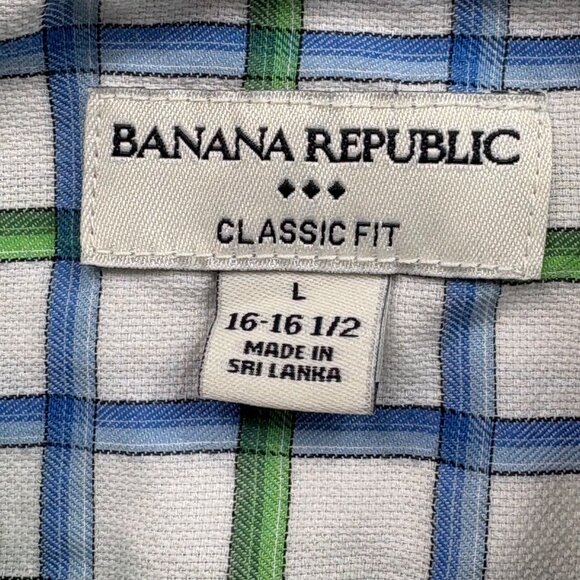 BANANA REPUBLIC
CLASSIC FIT
L
16-16 1/2
MADE IN
SRI LANKA